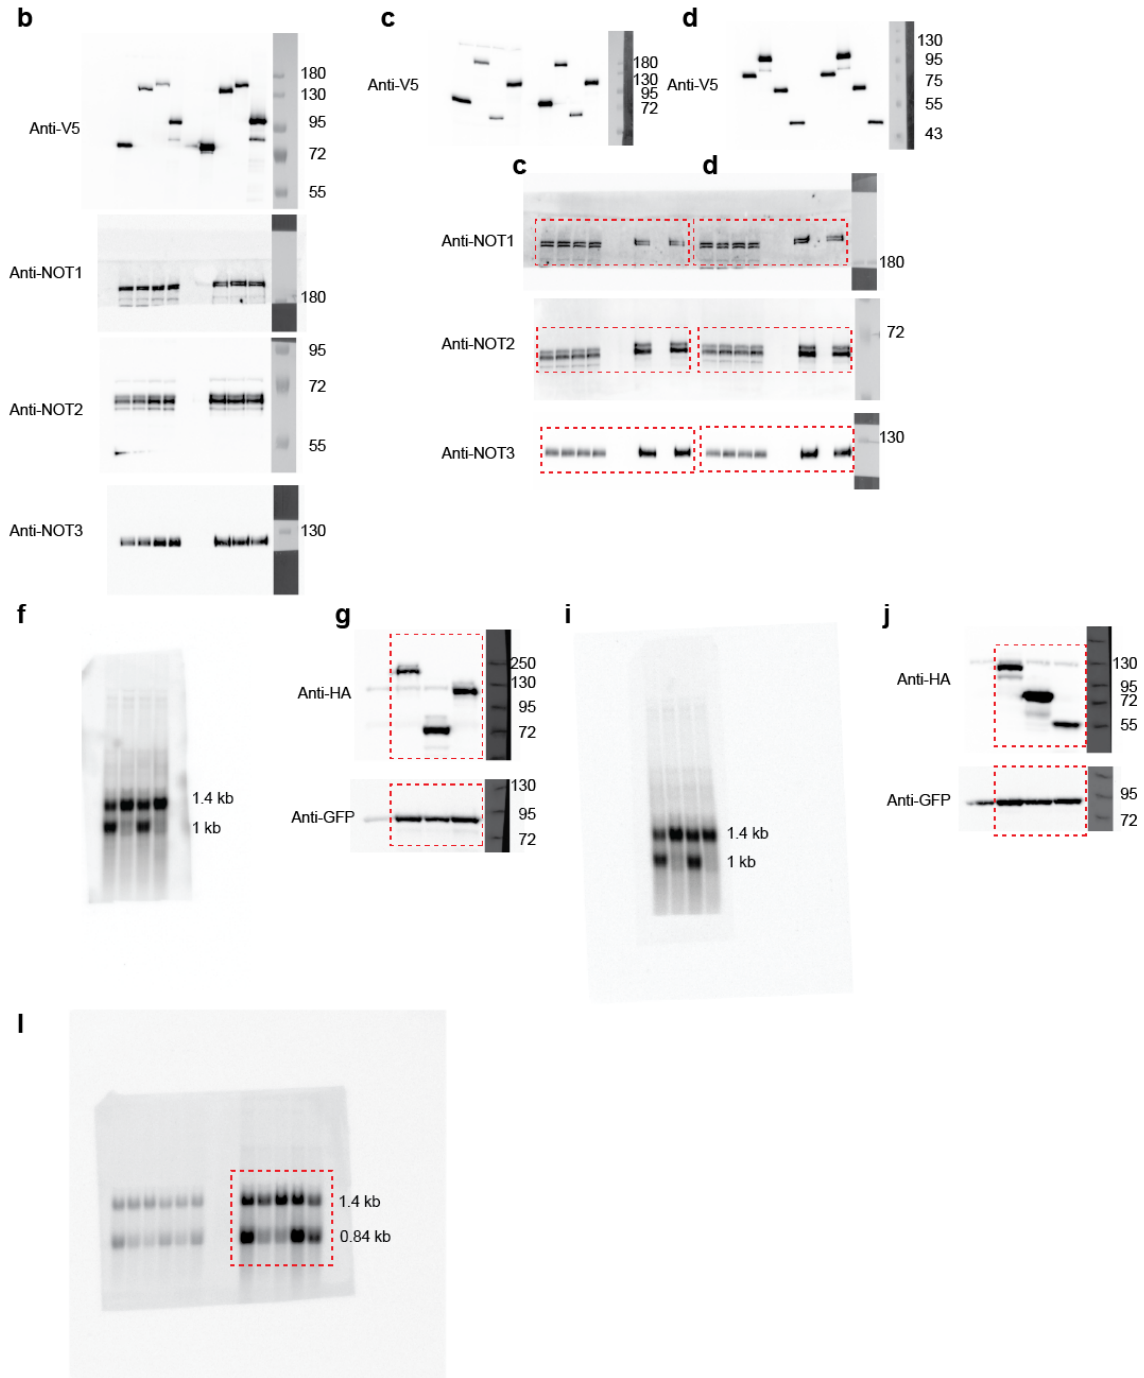 b
Anti-V5
180
130
95
72
55
Anti-NOT1
180
Anti-NOT2
95
72
55
Anti-NOT3
130
c
Anti-V5
180
130
95
72
d
Anti-V5
130
95
75
55
43
c d
Anti-NOT1
180
Anti-NOT2
72
Anti-NOT3
130
f
1.4 kb
1 kb
g
Anti-HA
250
130
95
72
Anti-GFP
130
95
72
i
1.4 kb
1 kb
j
Anti-HA
130
95
72
55
Anti-GFP
95
72
l
1.4 kb
0.84 kb